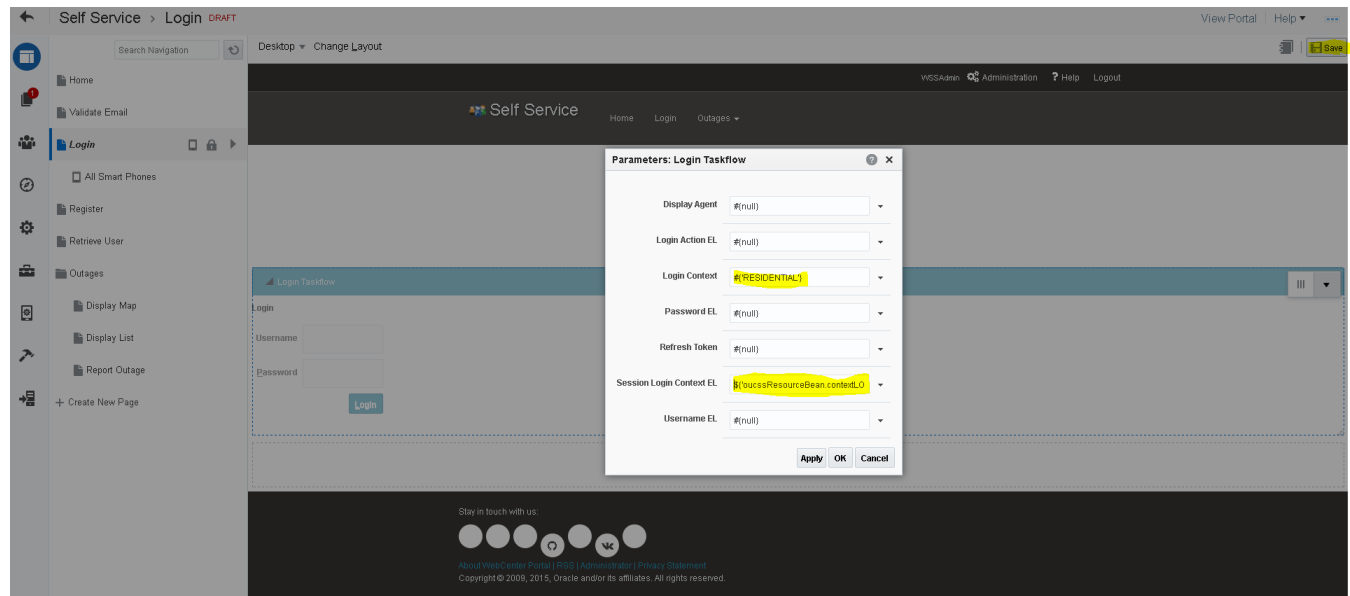 Self Service > Login DRAFT
View Portal Help
Search Navigation
Desktop Change Layout
Save
Home
Validate Email
Login
All Smart Phones
Register
Retrieve User
Outages
Display Map
Display List
Report Outage
+ Create New Page
WSSAdmin Administration ? Help Logout
Self Service
Home Login Outages
Login Taskflow
Login
Username
Password
Login
Parameters: Login Taskflow
Display Agent #{null}
Login Action EL #{null}
Login Context #{'RESIDENTIAL'}
Password EL #{null}
Refresh Token #{null}
Session Login Context EL ${'oucssResourceBean.contextLO
Username EL #{null}
Apply OK Cancel
Stay in touch with us:
About WebCenter Portal | RSS | Administrator | Privacy Statement
Copyright © 2009, 2015, Oracle and/or its affiliates. All rights reserved.